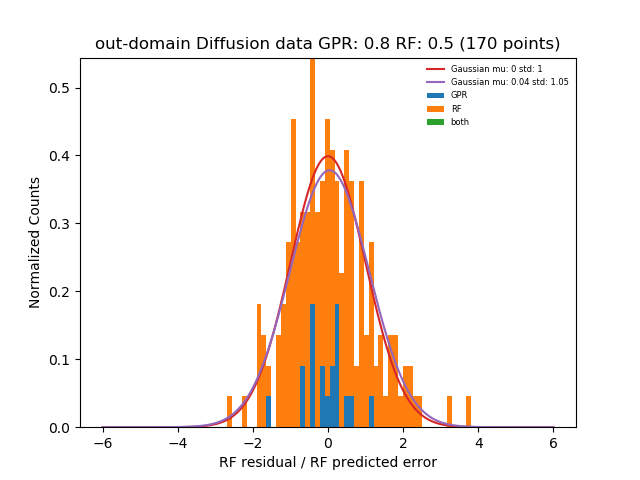 out-domain Diffusion data GPR: 0.8 RF: 0.5 (170 points)
Gaussian mu: 0 std: 1
Gaussian mu: 0.04 std: 1.05
GPR
RF
both
Normalized Counts
0.5
0.4
0.3
0.2
0.1
0.0
−6 −4 −2 0 2 4 6
RF residual / RF predicted error